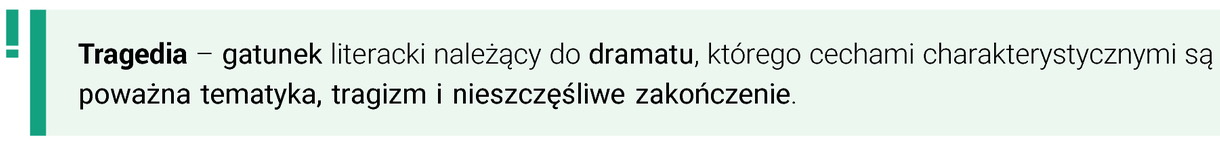 Tragedia – gatunek literacki należący do dramatu, którego cechami charakterystycznymi są
poważna tematyka, tragizm i nieszczęśliwe zakończenie.